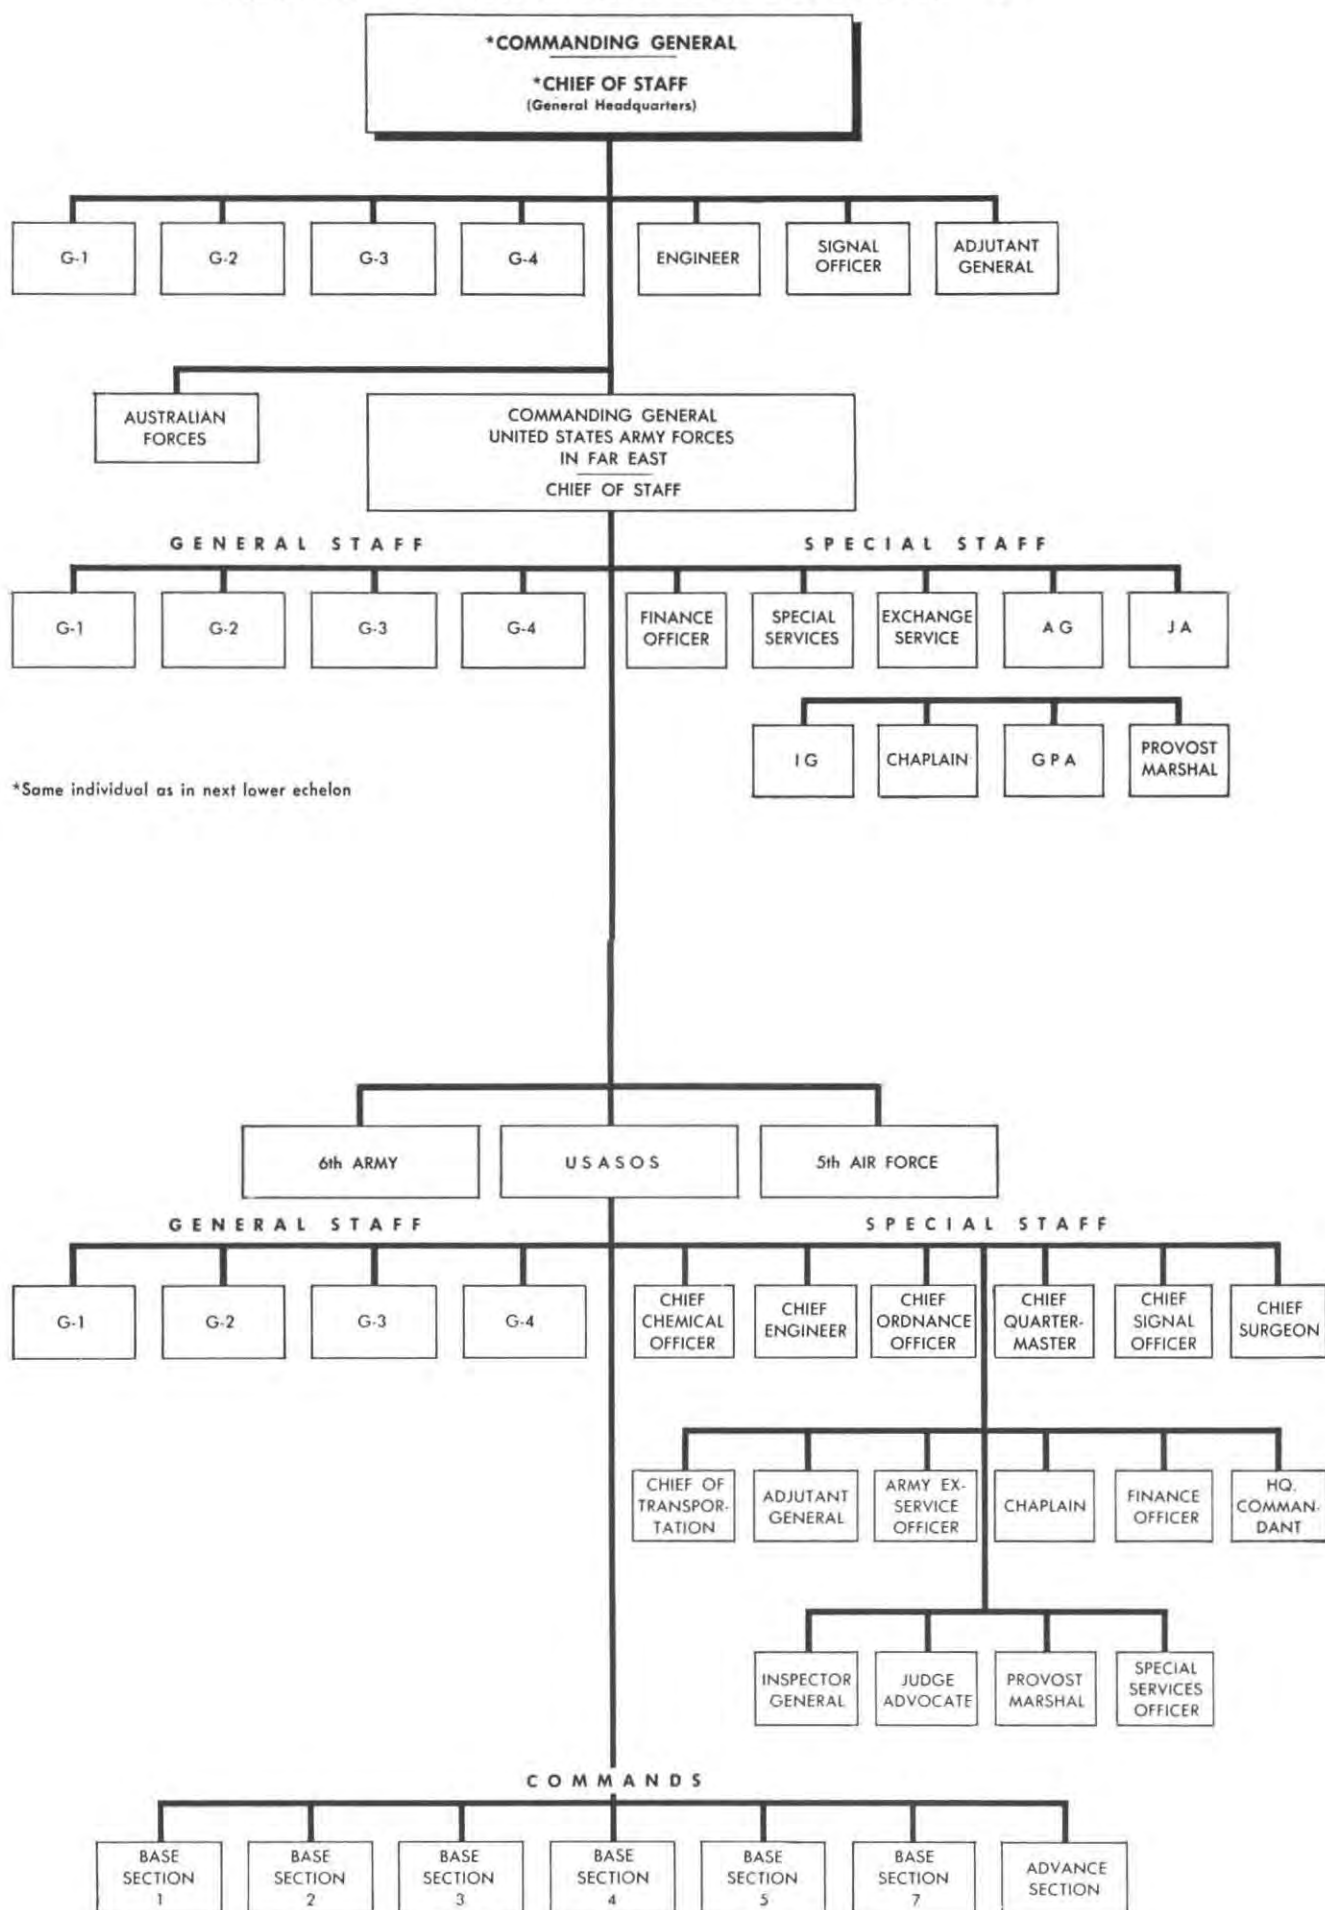 *COMMANDING GENERAL
*CHIEF OF STAFF
(General Headquarters)
G-1
G-2
G-3
G-4
ENGINEER
SIGNAL
OFFICER
ADJUTANT
GENERAL
AUSTRALIAN
FORCES
COMMANDING GENERAL
UNITED STATES ARMY FORCES
IN FAR EAST
CHIEF OF STAFF
GENERAL STAFF
SPECIAL STAFF
G-1
G-2
G-3
G-4
FINANCE
OFFICER
SPECIAL
SERVICES
EXCHANGE
SERVICE
AG
JA
IG
CHAPLAIN
GPA
PROVOST
MARSHAL
*Same individual as in next lower echelon
6th ARMY
USASOS
5th AIR FORCE
GENERAL STAFF
SPECIAL STAFF
G-1
G-2
G-3
G-4
CHIEF
CHEMICAL
OFFICER
CHIEF
ENGINEER
CHIEF
ORDNANCE
OFFICER
CHIEF
QUARTER-
MASTER
CHIEF
SIGNAL
OFFICER
CHIEF
SURGEON
CHIEF OF
TRANSPOR-
TATION
ADJUTANT
GENERAL
ARMY EX-
SERVICE
OFFICER
CHAPLAIN
FINANCE
OFFICER
HQ.
COMMAN-
DANT
INSPECTOR
GENERAL
JUDGE
ADVOCATE
PROVOST
MARSHAL
SPECIAL
SERVICES
OFFICER
COMMANDS
BASE
SECTION
1
BASE
SECTION
2
BASE
SECTION
3
BASE
SECTION
4
BASE
SECTION
5
BASE
SECTION
7
ADVANCE
SECTION